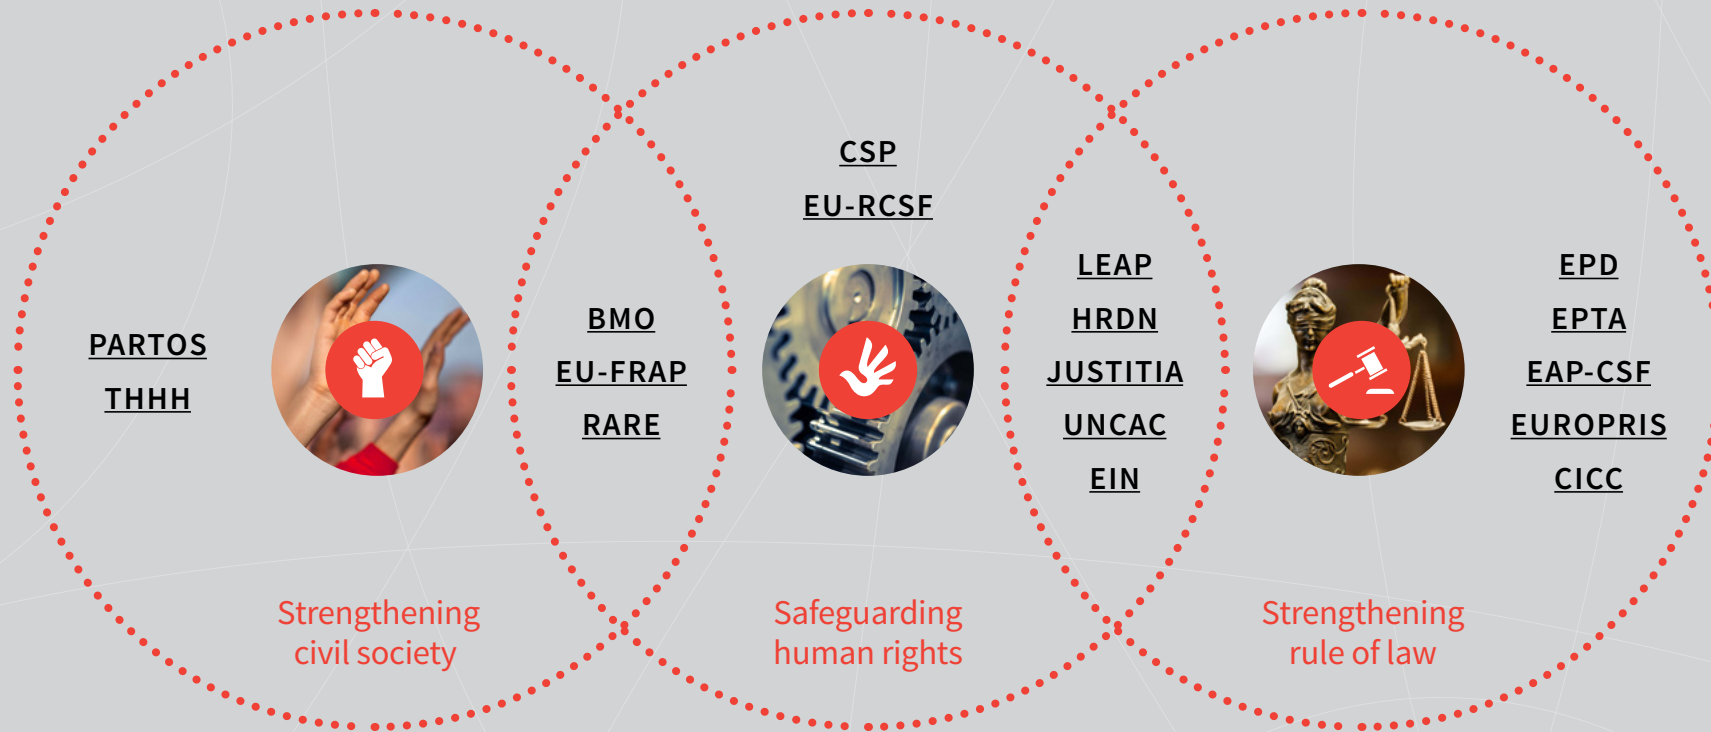 PARTOS
THHH
Strengthening
civil society
BMO
EU-FRAP
RARE
CSP
EU-RCSF
Safeguarding
human rights
LEAP
HRDN
JUSTITIA
UNCAC
EIN
EPD
EPTA
EAP-CSF
EUROPRIS
CICC
Strengthening
rule of law